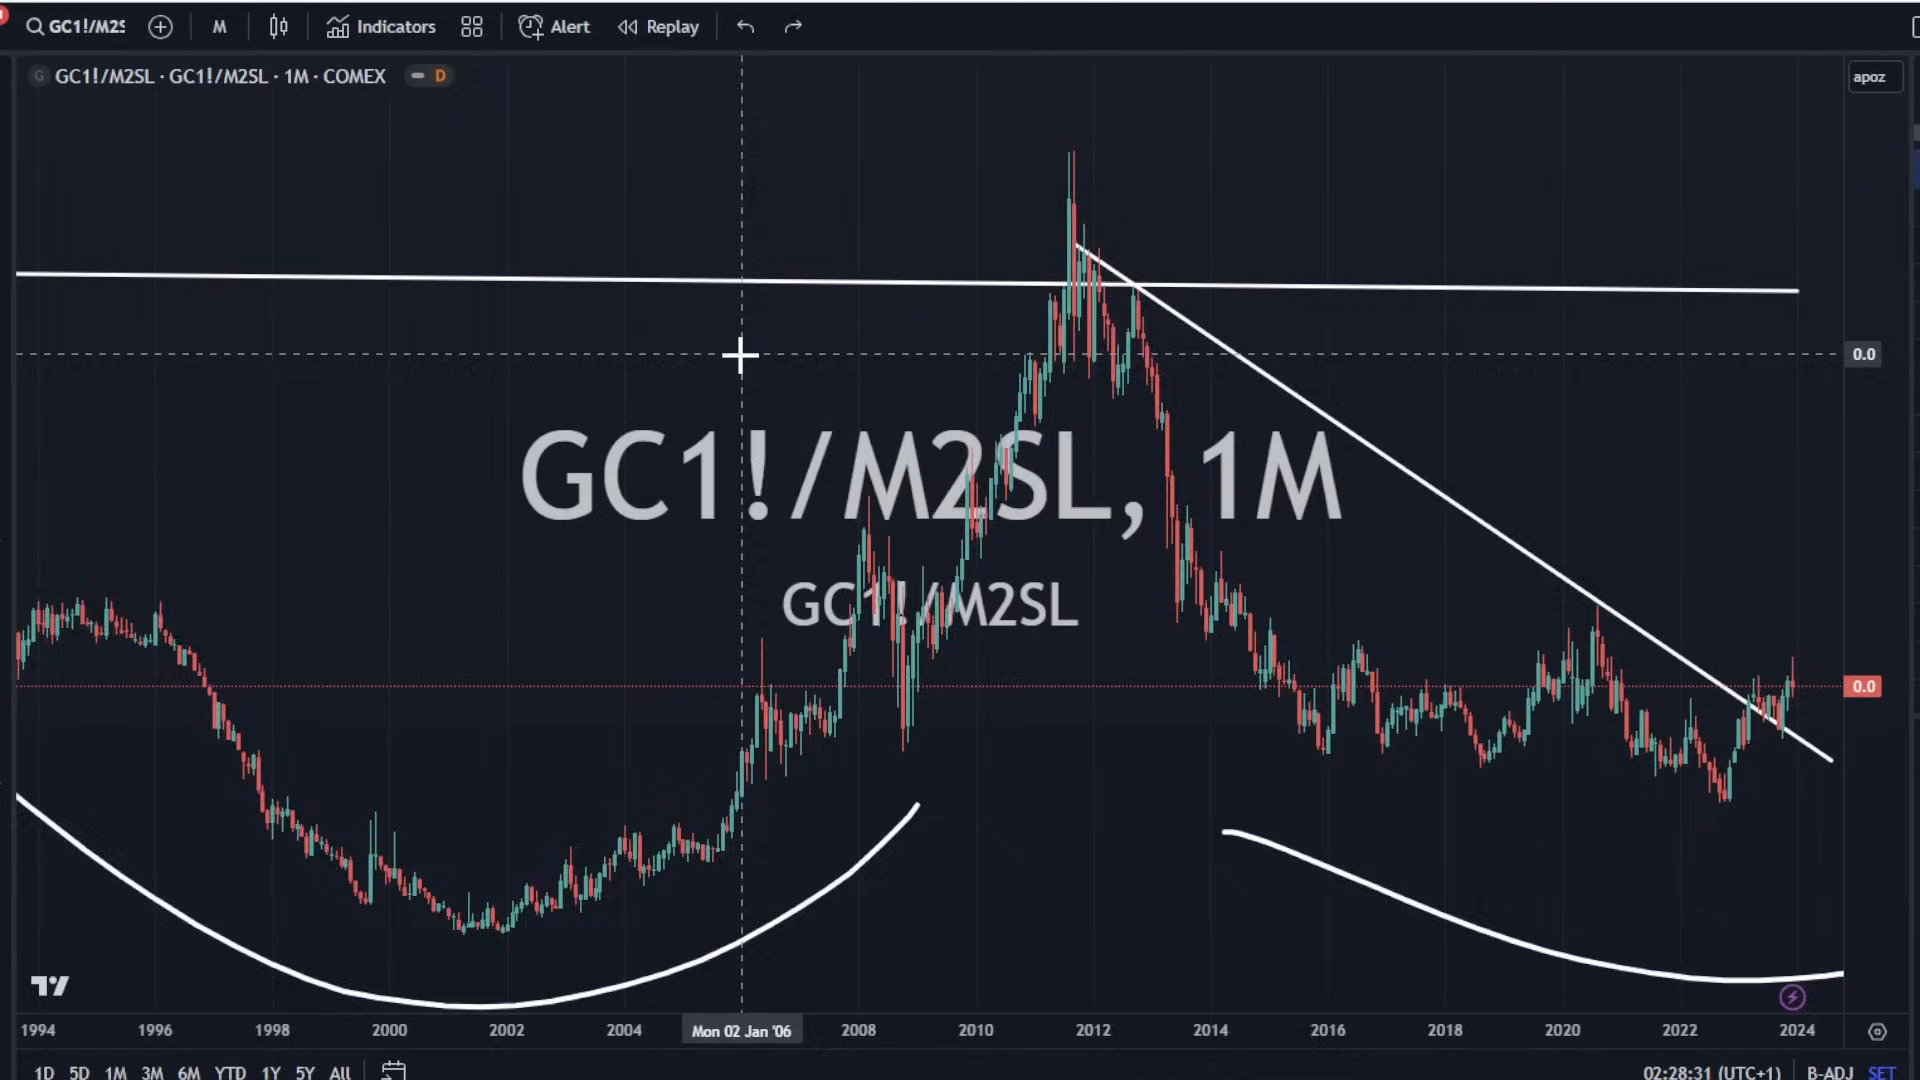 GC1!/M2S M Indicators Alert Replay
GC1!/M2SL · GC1!/M2SL · 1M · COMEX D
apoz
0.0
GC1!/M2SL, 1M
GC1!/M2SL
0.0
1994 1996 1998 2000 2002 2004 Mon 02 Jan '06 2008 2010 2012 2014 2016 2018 2020 2022 2024
1D 5D 1M 3M 6M YTD 1Y 5Y All 02:28:31 (UTC+1) B-ADJ SET